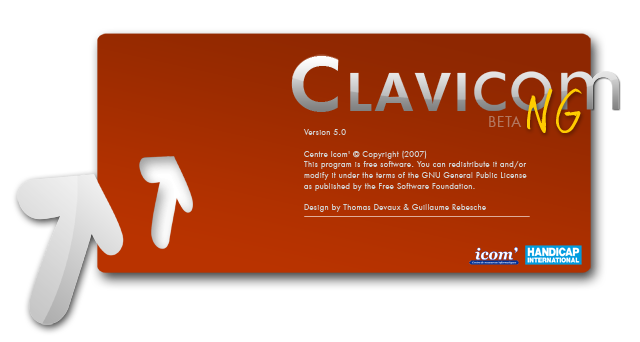 CLAVICOM
BETA NG
Version 5.0
Centre Icom' © Copyright (2007)
This program is free software. You can redistribute it and/or
modify it under the terms of the GNU General Public License
as published by the Free Software Foundation.
Design by Thomas Devaux & Guillaume Rebesche
icom'
HANDICAP
INTERNATIONAL